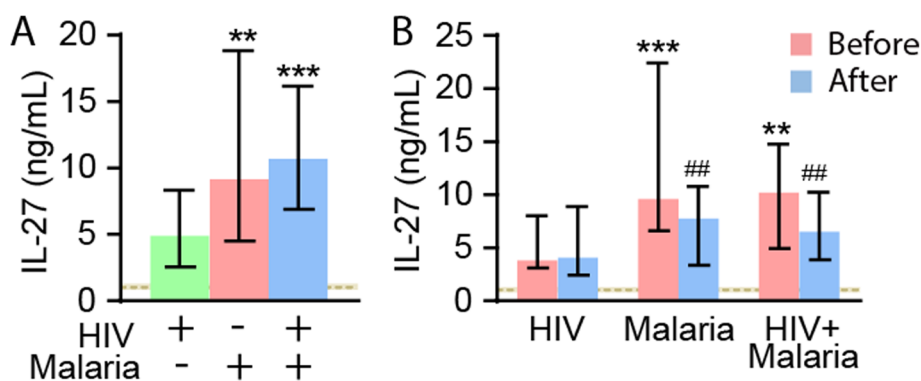 A
IL-27 (ng/mL)
20
15
10
5
0
**
***
HIV + - +
Malaria - + +
B
IL-27 (ng/mL)
25
20
15
10
5
0
***
##
**
##
Before
After
HIV
Malaria
HIV+
Malaria